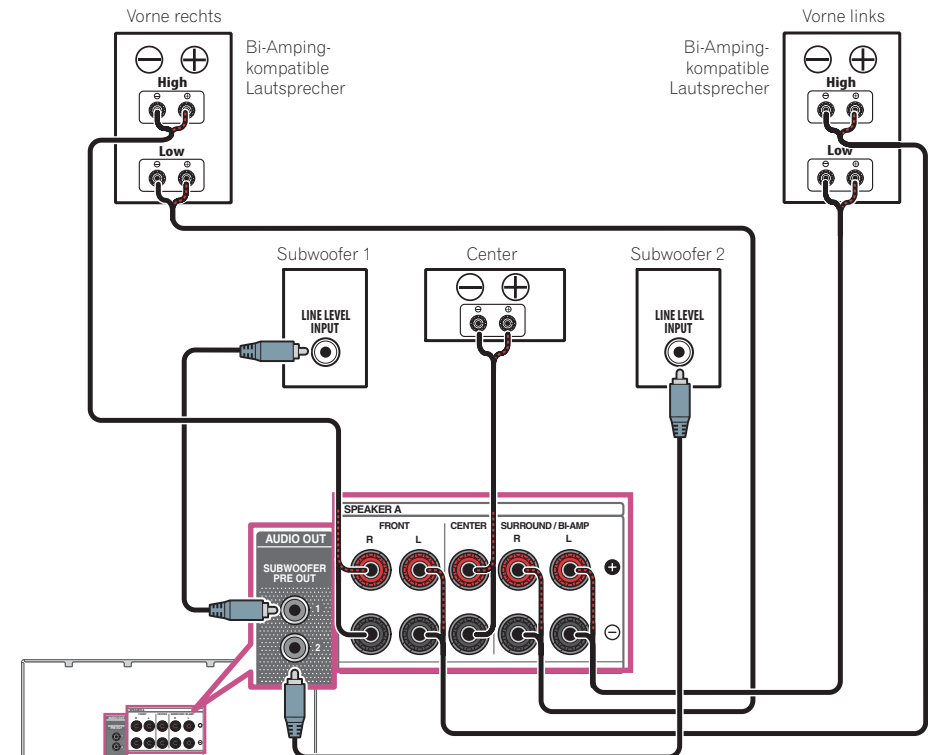 Vorne rechts
Vorne links
Bi-Amping-
kompatible
Lautsprecher
Bi-Amping-
kompatible
Lautsprecher
High
Low
High
Low
Subwoofer 1
Center
Subwoofer 2
LINE LEVEL
INPUT
LINE LEVEL
INPUT
SPEAKER A
FRONT
CENTER
SURROUND / BI-AMP
R
L
R
L
AUDIO OUT
SUBWOOFER
PRE OUT
1
2